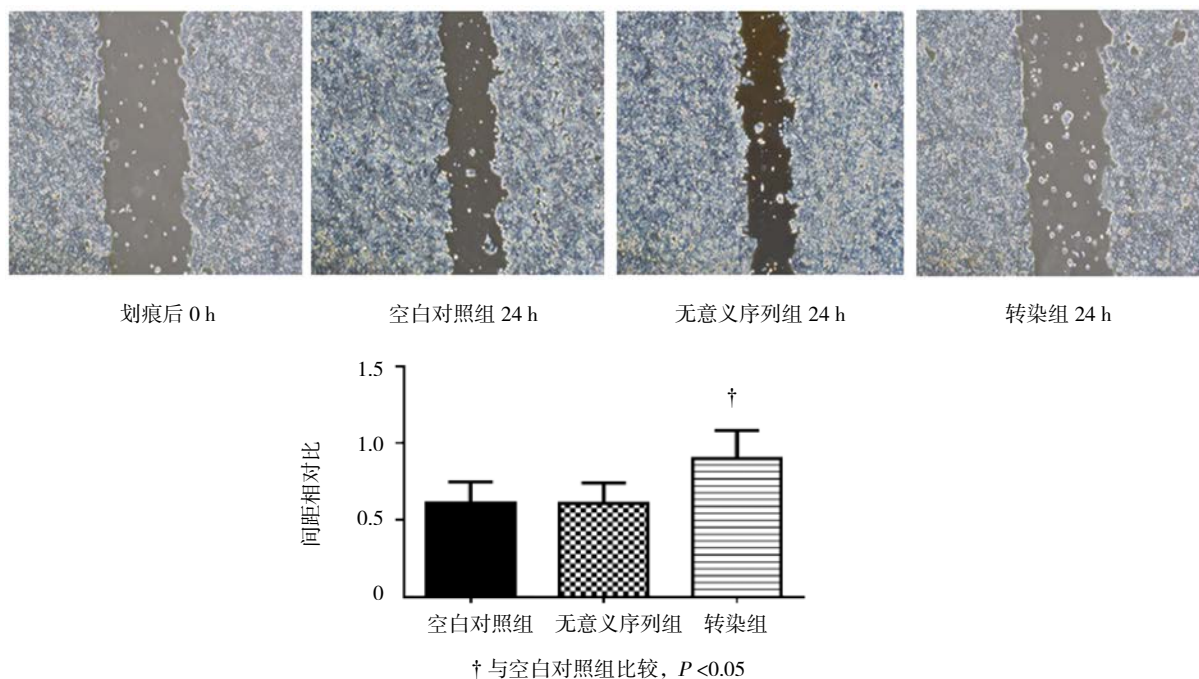 划痕后 0 h
空白对照组 24 h
无意义序列组 24 h
转染组 24 h
1.5
1.0
0.5
0
间距相对比
†
空白对照组
无意义序列组
转染组
† 与空白对照组比较，P <0.05